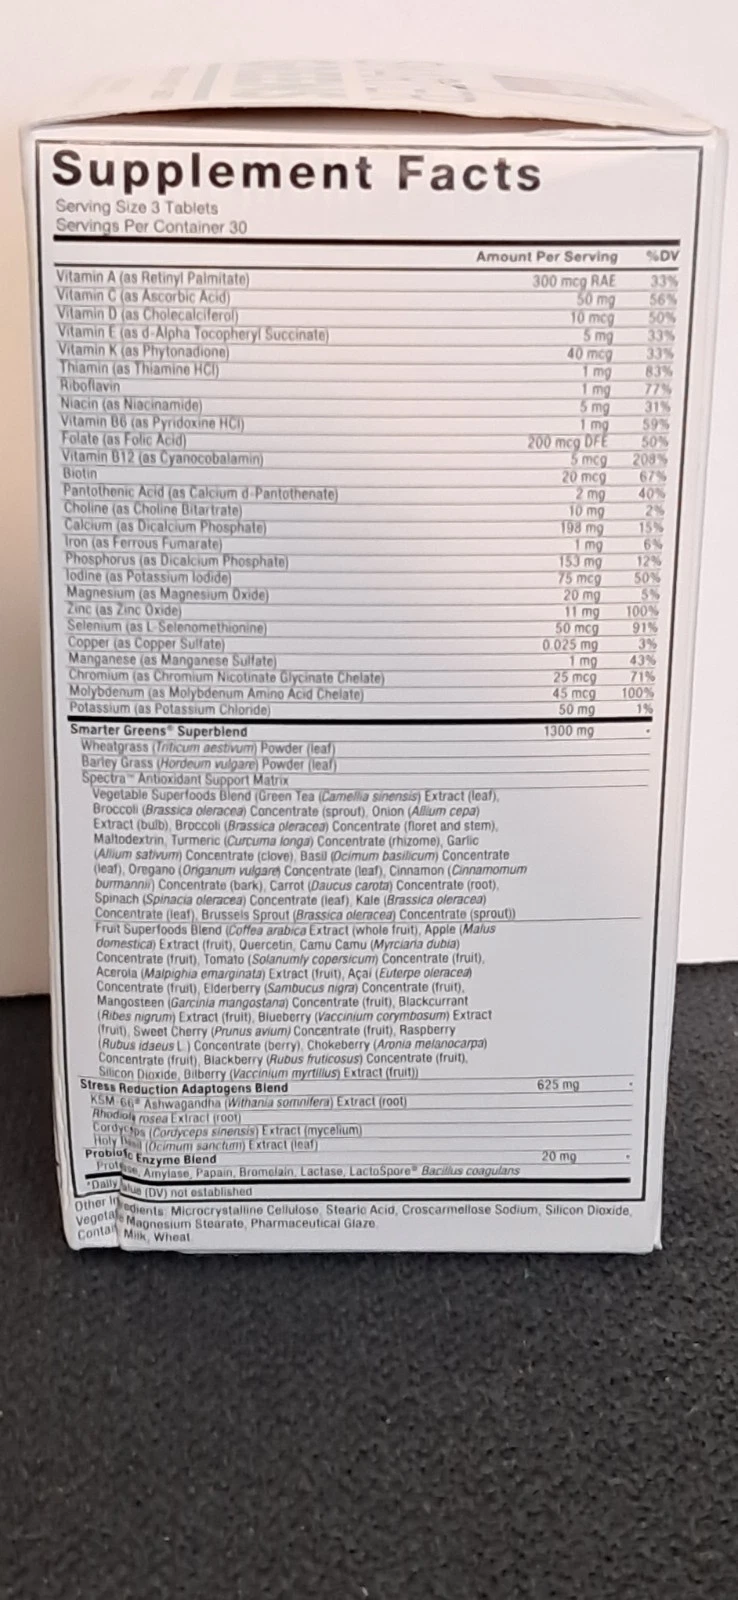 Supplement Facts
Serving Size 3 Tablets
Servings Per Container 30
Amount Per Serving %DV
Vitamin A (as Retinyl Palmitate) 300 mcg RAE 33%
Vitamin C (as Ascorbic Acid) 50 mg 56%
Vitamin D (as Cholecalciferol) 10 mcg 50%
Vitamin E (as d-Alpha Tocopheryl Succinate) 5 mg 33%
Vitamin K (as Phytonadione) 40 mcg 33%
Thiamin (as Thiamine HCl) 1 mg 83%
Riboflavin 1 mg 77%
Niacin (as Niacinamide) 5 mg 31%
Vitamin B6 (as Pyridoxine HCl) 1 mg 59%
Folate (as Folic Acid) 200 mcg DFE 50%
Vitamin B12 (as Cyanocobalamin) 5 mcg 208%
Biotin 20 mcg 67%
Pantothenic Acid (as Calcium d-Pantothenate) 2 mg 40%
Choline (as Choline Bitartrate) 10 mg 2%
Calcium (as Dicalcium Phosphate) 198 mg 15%
Iron (as Ferrous Fumarate) 1 mg 6%
Phosphorus (as Dicalcium Phosphate) 153 mg 12%
Iodine (as Potassium Iodide) 75 mcg 50%
Magnesium (as Magnesium Oxide) 20 mg 5%
Zinc (as Zinc Oxide) 11 mg 100%
Selenium (as L-Selenomethionine) 50 mcg 91%
Copper (as Copper Sulfate) 0.025 mg 3%
Manganese (as Manganese Sulfate) 1 mg 43%
Chromium (as Chromium Nicotinate Glycinate Chelate) 25 mcg 71%
Molybdenum (as Molybdenum Amino Acid Chelate) 45 mcg 100%
Potassium (as Potassium Chloride) 50 mg 1%
Smarter Greens® Superblend 1300 mg *
Wheatgrass (Triticum aestivum) Powder (leaf)
Barley Grass (Hordeum vulgare) Powder (leaf)
Spectra™ Antioxidant Support Matrix
Vegetable Superfoods Blend (Green Tea (Camellia sinensis) Extract (leaf),
Broccoli (Brassica oleracea) Concentrate (sprout), Onion (Allium cepa)
Extract (bulb), Broccoli (Brassica oleracea) Concentrate (floret and stem),
Maltodextrin, Turmeric (Curcuma longa) Concentrate (rhizome), Garlic
(Allium sativum) Concentrate (clove), Basil (Ocimum basilicum) Concentrate
(leaf), Oregano (Origanum vulgare) Concentrate (leaf), Cinnamon (Cinnamomum
burmannii) Concentrate (bark), Carrot (Daucus carota) Concentrate (root),
Spinach (Spinacia oleracea) Concentrate (leaf), Kale (Brassica oleracea)
Concentrate (leaf), Brussels Sprout (Brassica oleracea) Concentrate (sprout))
Fruit Superfoods Blend (Coffea arabica Extract (whole fruit), Apple (Malus
domestica) Extract (fruit), Quercetin, Camu Camu (Myrciaria dubia)
Concentrate (fruit), Tomato (Solanumly copersicum) Concentrate (fruit),
Acerola (Malpighia emarginata) Extract (fruit), Açai (Euterpe oleracea)
Concentrate (fruit), Elderberry (Sambucus nigra) Concentrate (fruit),
Mangosteen (Garcinia mangostana) Concentrate (fruit), Blackcurrant
(Ribes nigrum) Extract (fruit), Blueberry (Vaccinium corymbosum) Extract
(fruit), Sweet Cherry (Prunus avium) Concentrate (fruit), Raspberry
(Rubus idaeus L.) Concentrate (berry), Chokeberry (Aronia melanocarpa)
Concentrate (fruit), Blackberry (Rubus fruticosus) Concentrate (fruit),
Silicon Dioxide, Bilberry (Vaccinium myrtillus) Extract (fruit))
Stress Reduction Adaptogens Blend 625 mg *
KSM-66® Ashwagandha (Withania somnifera) Extract (root)
Rhodiola rosea Extract (root)
Cordyceps (Cordyceps sinensis) Extract (mycelium)
Holy Basil (Ocimum sanctum) Extract (leaf)
Probiotic Enzyme Blend 20 mg *
Protease, Amylase, Papain, Bromelain, Lactase, LactoSpore® Bacillus coagulans
*Daily Value (DV) not established
Other Ingredients: Microcrystalline Cellulose, Stearic Acid, Croscarmellose Sodium, Silicon Dioxide,
Magnesium Stearate, Pharmaceutical Glaze.
Milk, Wheat